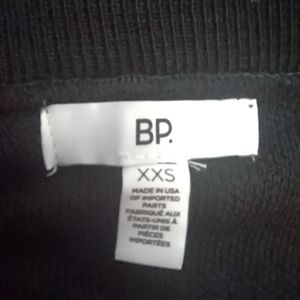 BP.
XXS
MADE IN USA
OF IMPORTED
PARTS
FABRIQUÉ AUX
ÉTATS-UNIS À
PARTIR DE
PIÈCES
IMPORTÉES